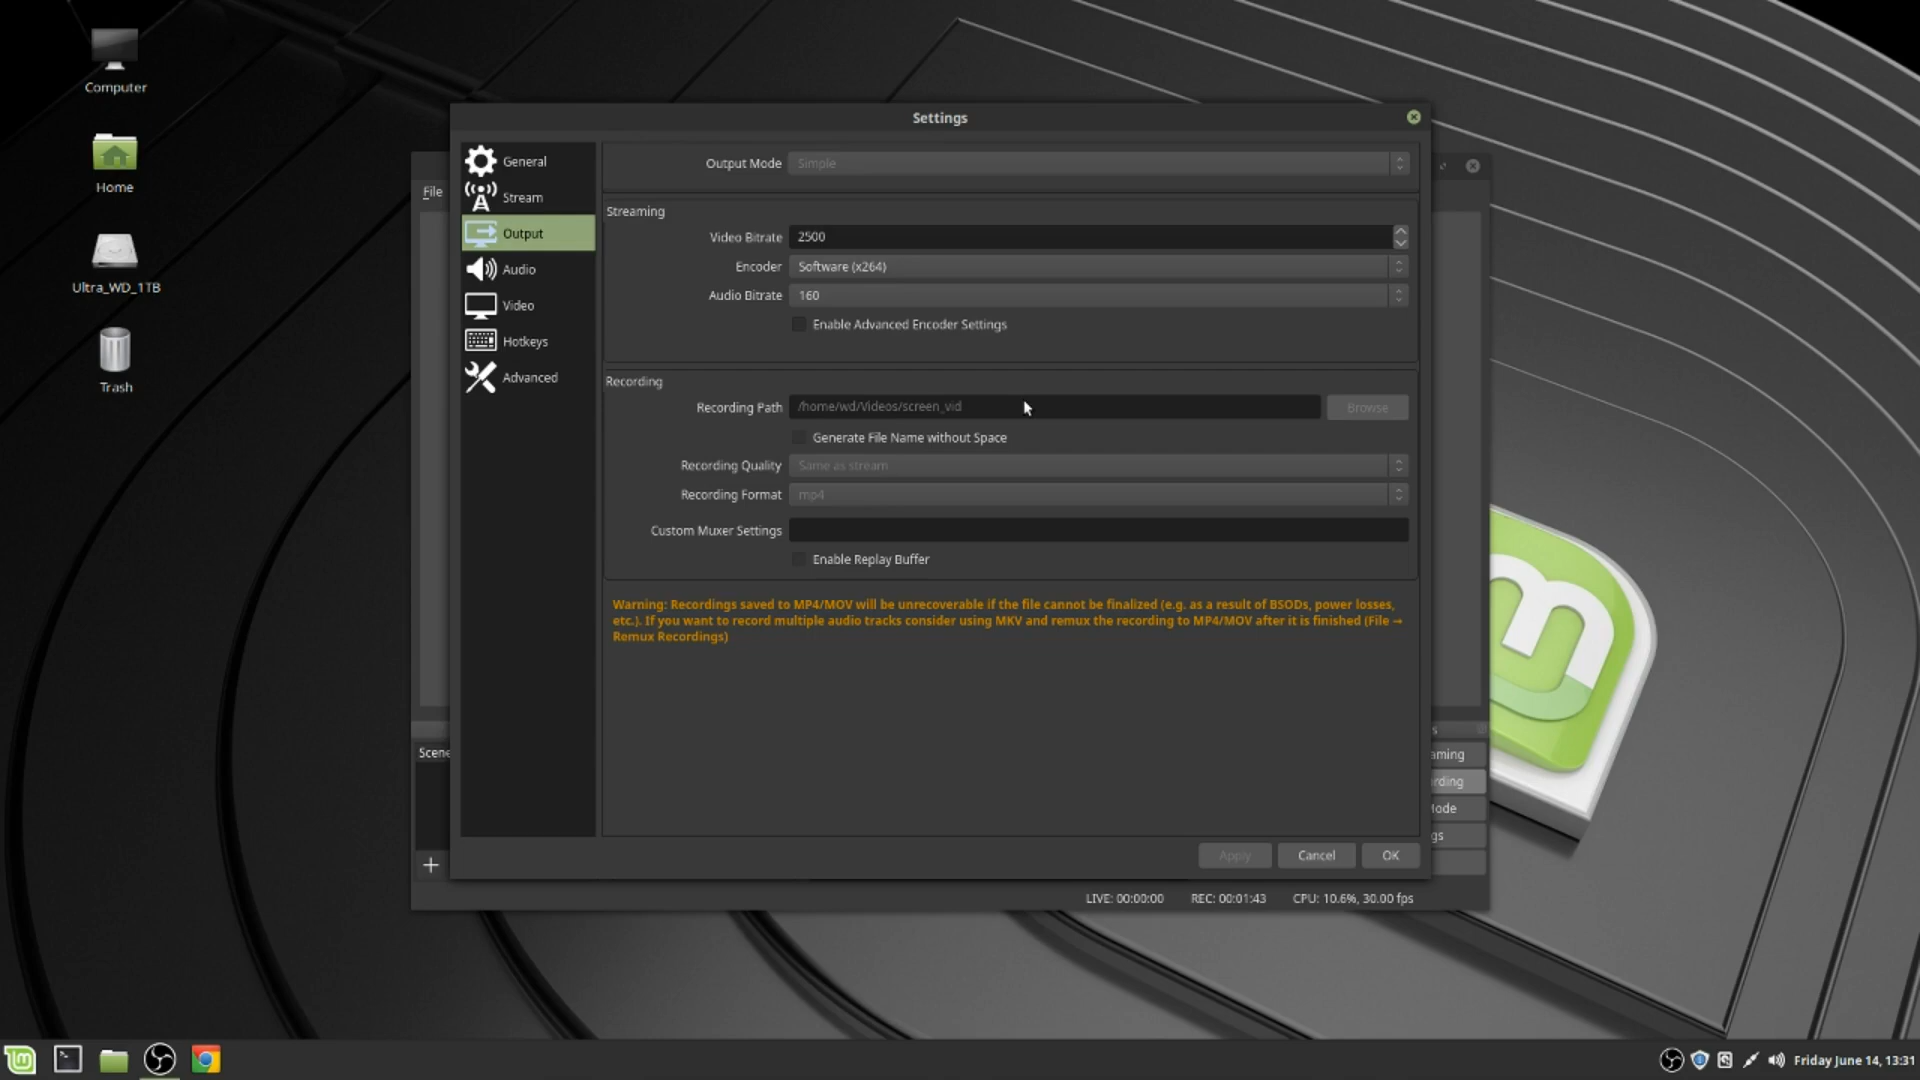 Computer
Home
Ultra_WD_1TB
Trash
Settings
File
General
Stream
Output
Audio
Video
Hotkeys
Advanced
Output Mode Simple
Streaming
Video Bitrate 2500
Encoder Software (x264)
Audio Bitrate 160
Enable Advanced Encoder Settings
Recording
Recording Path /home/wd/Videos/screen_vid Browse
Generate File Name without Space
Recording Quality Same as stream
Recording Format mp4
Custom Muxer Settings
Enable Replay Buffer
Warning: Recordings saved to MP4/MOV will be unrecoverable if the file cannot be finalized (e.g. as a result of BSODs, power losses,
etc.). If you want to record multiple audio tracks consider using MKV and remux the recording to MP4/MOV after it is finished (File →
Remux Recordings)
Scene
s
aming
rding
Mode
gs
Apply Cancel OK
LIVE: 00:00:00 REC: 00:01:43 CPU: 10.6%, 30.00 fps
Friday June 14, 13:31